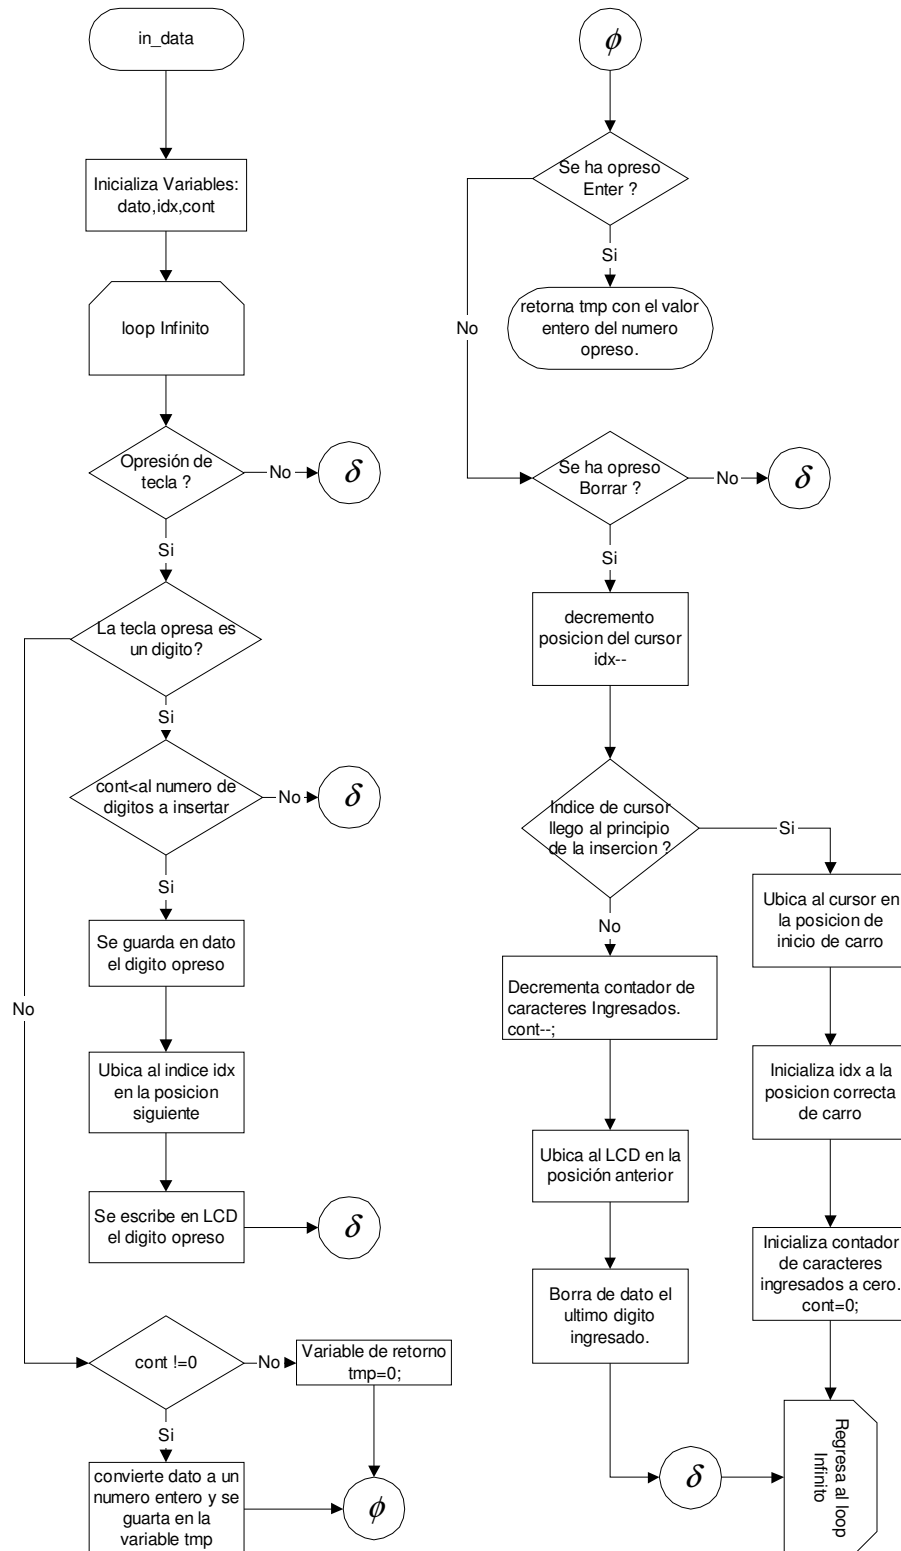 in_data
Inicializa Variables:
dato,idx,cont
loop Infinito
Opresión de
tecla ?
No
δ
Si
La tecla opresa es
un digito?
Si
cont<al numero de
digitos a insertar
No
δ
Si
Se guarda en dato
el digito opreso
No
Ubica al indice idx
en la posicion
siguiente
Se escribe en LCD
el digito opreso
δ
cont !=0
No
Variable de retorno
tmp=0;
Si
convierte dato a un
numero entero y se
guarta en la
variable tmp
ϕ
ϕ
Se ha opreso
Enter ?
Si
No
retorna tmp con el valor
entero del numero
opreso.
Se ha opreso
Borrar ?
No
δ
Si
decremento
posicion del cursor
idx--
Indice de cursor
llego al principio
de la insercion ?
Si
No
Decrementa contador de
caracteres Ingresados.
cont--;
Ubica al LCD en la
posición anterior
Borra de dato el
ultimo digito
ingresado.
δ
Ubica al cursor en
la posicion de
inicio de carro
Inicializa idx a la
posicion correcta
de carro
Inicializa contador
de caracteres
ingresados a cero.
cont=0;
Regresa al loop
Infinito